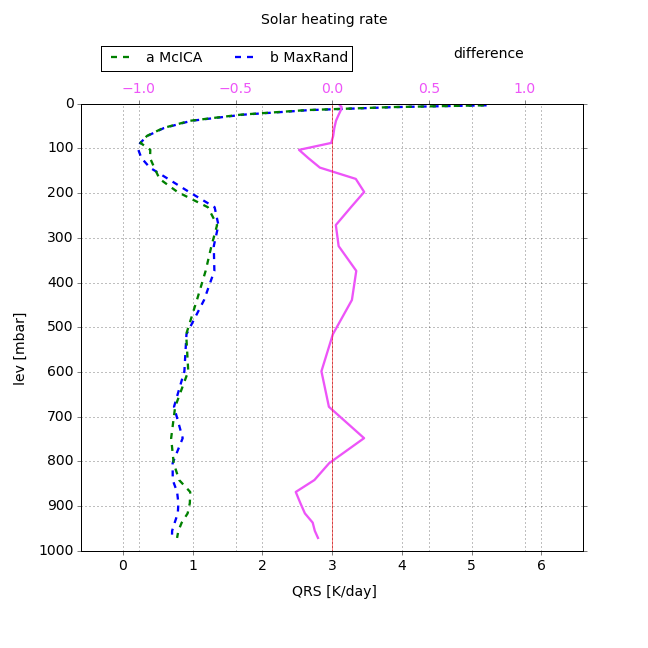 Solar heating rate
a McICA b MaxRand difference
−1.0 −0.5 0.0 0.5 1.0
0
100
200
300
400
500
600
700
800
900
1000
lev [mbar]
0 1 2 3 4 5 6
QRS [K/day]